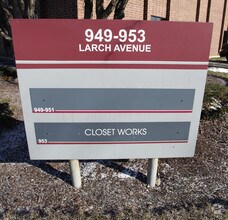 949-953
LARCH AVENUE
949-951
CLOSET WORKS
953